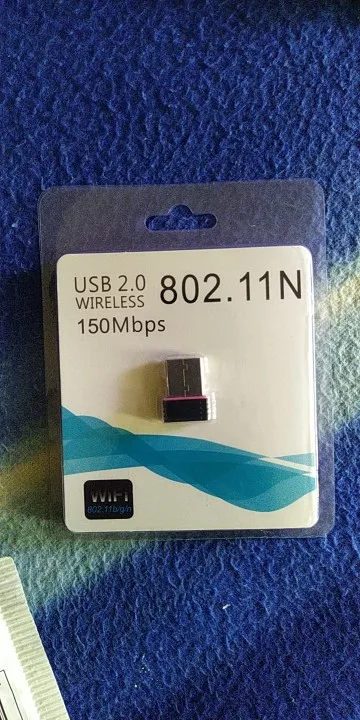 USB 2.0
WIRELESS
802.11N
150Mbps
WiFi
802.11b/g/n